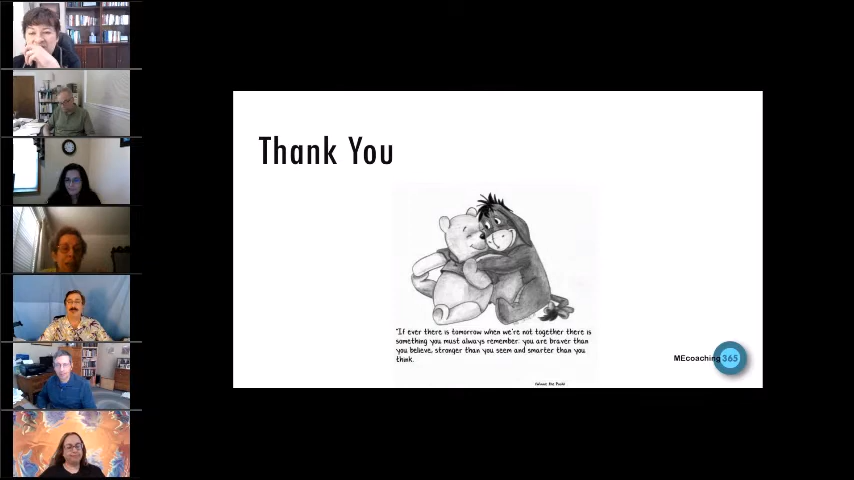 Thank You
"If ever there is tomorrow when we're not together there is
something you must always remember: you are braver than
you believe, stronger than you seem and smarter than you
think.
Winnie the Pooh
MEcoaching 365